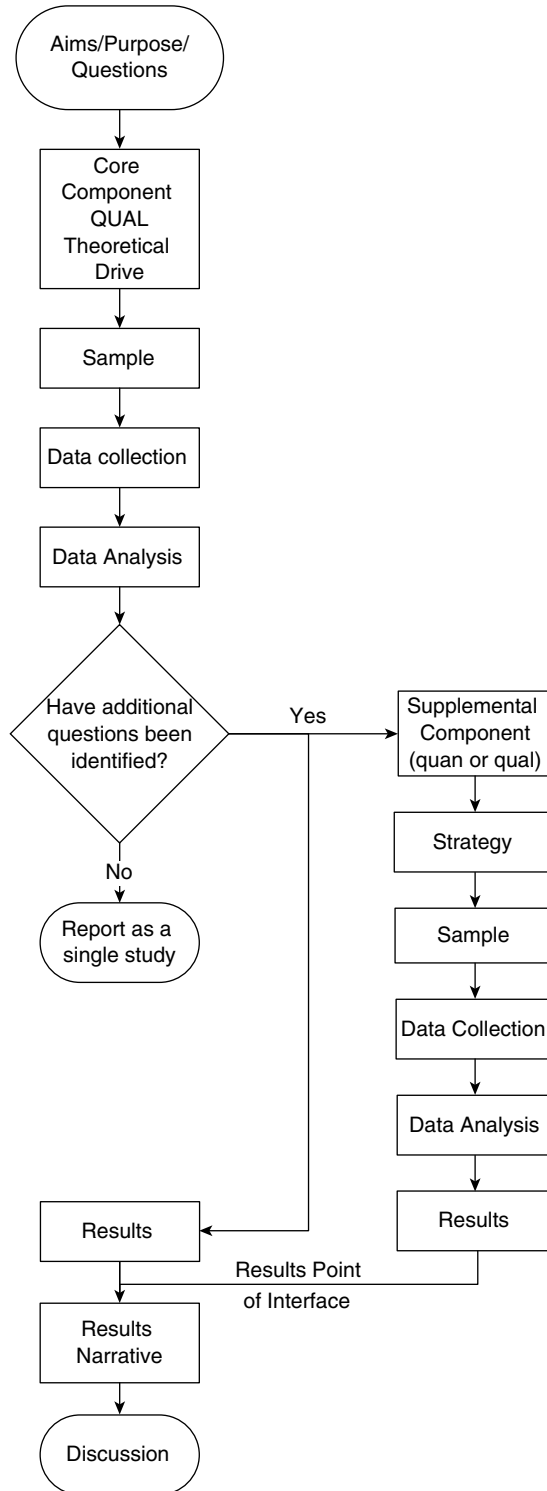 Aims/Purpose/
Questions
Core
Component
QUAL
Theoretical
Drive
Sample
Data collection
Data Analysis
Have additional
questions been
identified?
Yes
No
Report as a
single study
Supplemental
Component
(quan or qual)
Strategy
Sample
Data Collection
Data Analysis
Results
Results
Results Point
of Interface
Results
Narrative
Discussion